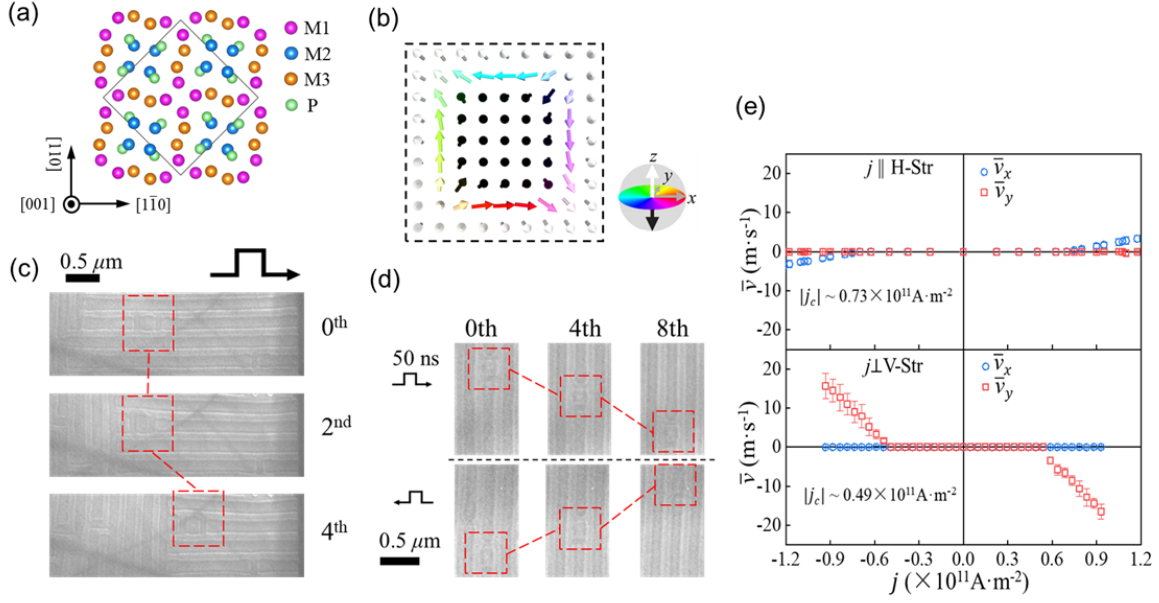 (a)
M1
M2
M3
P
[110]
[001]
[11̄0]
(b)
z
y
x
(c)
0.5 μm
0th
2nd
4th
(d)
0th
4th
8th
50 ns
0.5 μm
(e)
j ∥ H-Str
v̄x
v̄y
|jc| ~ 0.73×10¹¹A·m⁻²
v̄ (m·s⁻¹)
20
10
0
-10
-20
j⊥V-Str
v̄x
v̄y
|jc| ~ 0.49×10¹¹A·m⁻²
v̄ (m·s⁻¹)
20
10
0
-10
-20
-1.2 -0.9 -0.6 -0.3 0.0 0.3 0.6 0.9 1.2
j (×10¹¹A·m⁻²)